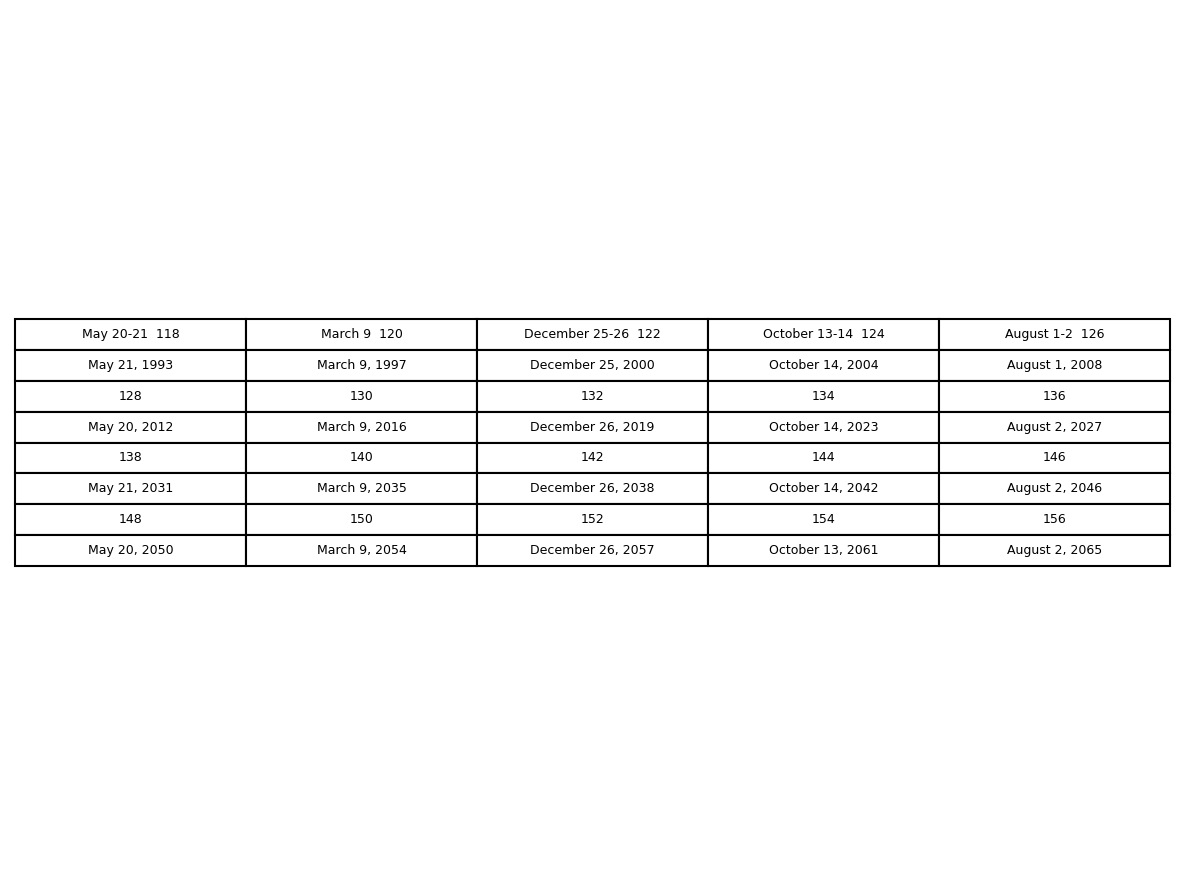 May 20-21  118 March 9  120 December 25-26  122 October 13-14  124 August 1-2  126
May 21, 1993 March 9, 1997 December 25, 2000 October 14, 2004 August 1, 2008
128 130 132 134 136
May 20, 2012 March 9, 2016 December 26, 2019 October 14, 2023 August 2, 2027
138 140 142 144 146
May 21, 2031 March 9, 2035 December 26, 2038 October 14, 2042 August 2, 2046
148 150 152 154 156
May 20, 2050 March 9, 2054 December 26, 2057 October 13, 2061 August 2, 2065